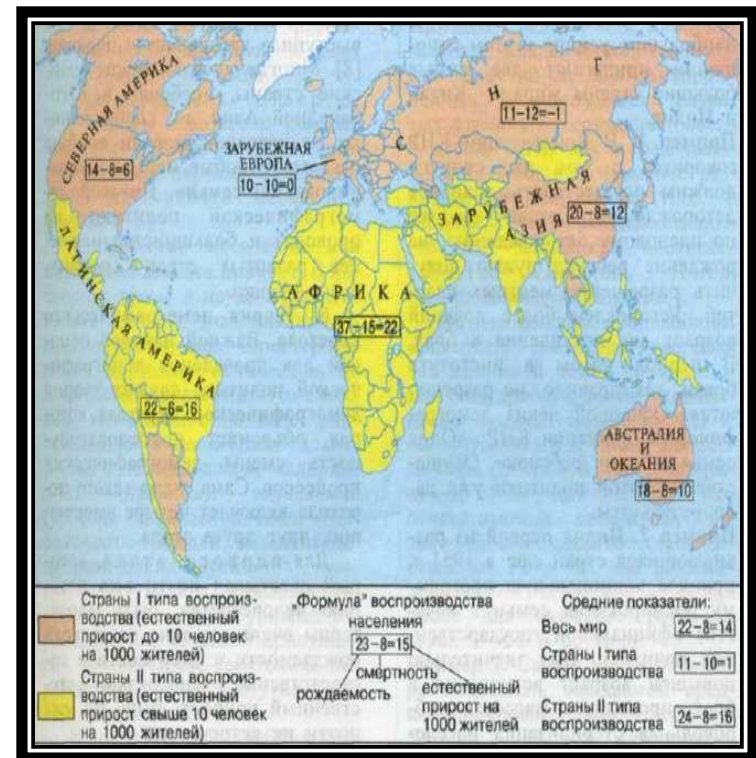 СЕВЕРНАЯ АМЕРИКА
14–8=6
ЗАРУБЕЖНАЯ
ЕВРОПА
10–10=0
С Н Г
11–12=–1
ЗАРУБЕЖНАЯ
АЗИЯ
20–8=12
ЛАТИНСКАЯ АМЕРИКА
22–6=16
АФРИКА
37–15=22
АВСТРАЛИЯ
И
ОКЕАНИЯ
18–8=10
Страны I типа воспроиз-
водства (естественный
прирост до 10 человек
на 1000 жителей)
Страны II типа воспроиз-
водства (естественный
прирост свыше 10 человек
на 1000 жителей)
„Формула" воспроизводства
населения
23–8=15
смертность
рождаемость
естественный
прирост на
1000 жителей
Средние показатели:
Весь мир 22–8=14
Страны I типа
воспроизводства 11–10=1
Страны II типа
воспроизводства 24–8=16